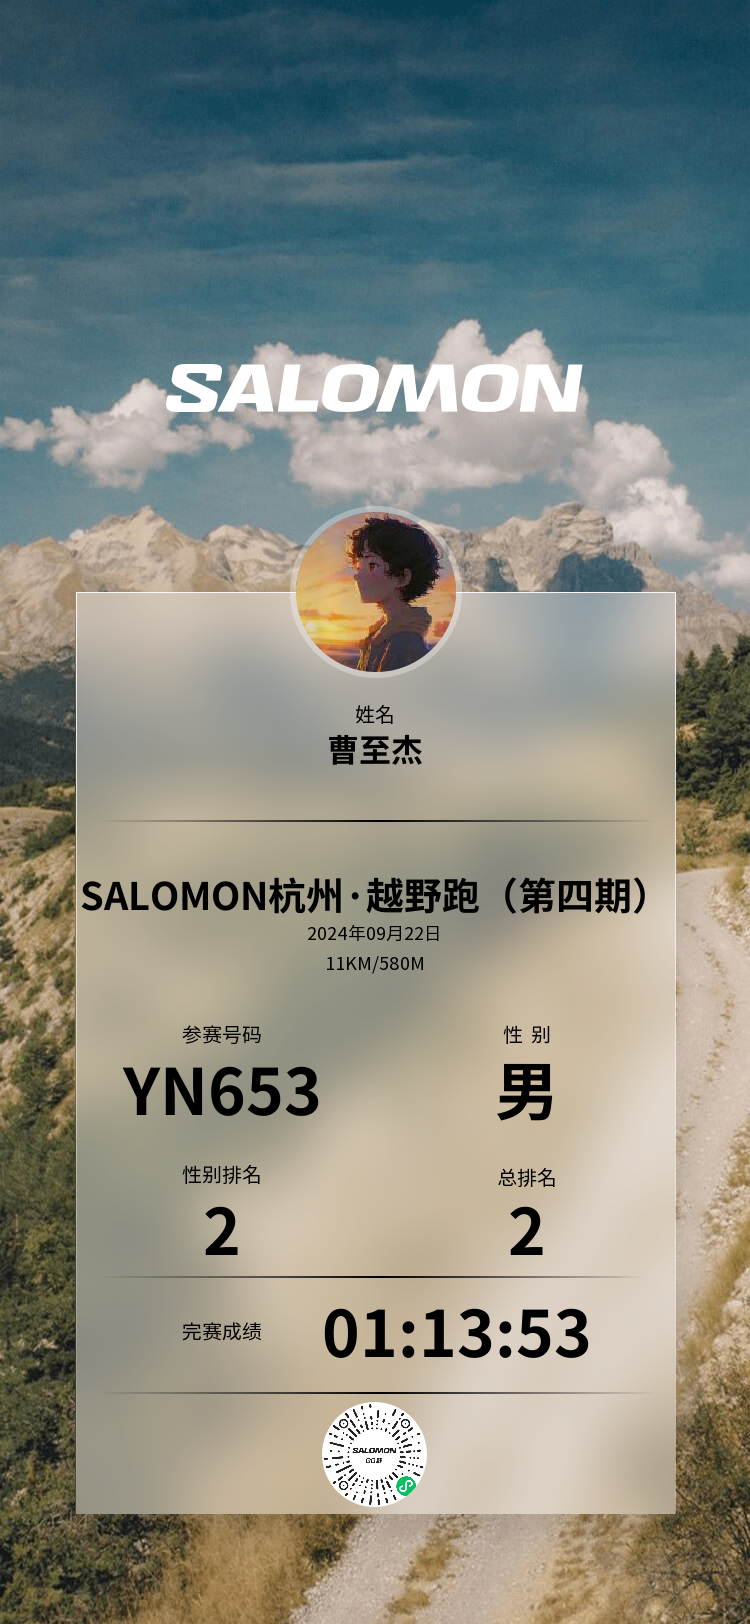 SALOMON
姓名
曹至杰
SALOMON杭州·越野跑（第四期）
2024年09月22日
11KM/580M
参赛号码
性 别
YN653
男
性别排名
总排名
2
2
完赛成绩
01:13:53
SALOMON
GO野